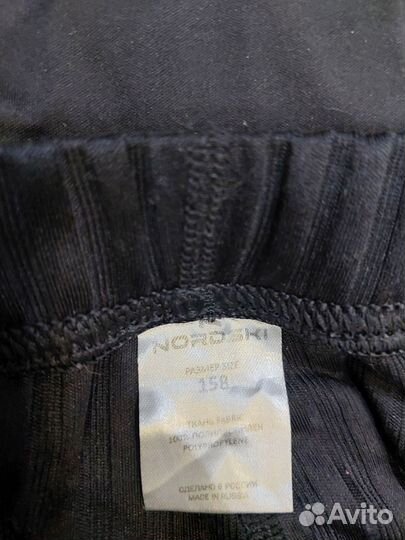 NORDSKI
РАЗМЕР SIZE
158
ТКАНЬ FABRIC
100% ПОЛИПРОПИЛЕН
POLYPROPYLENE
СДЕЛАНО В РОССИИ
MADE IN RUSSIA
Avito